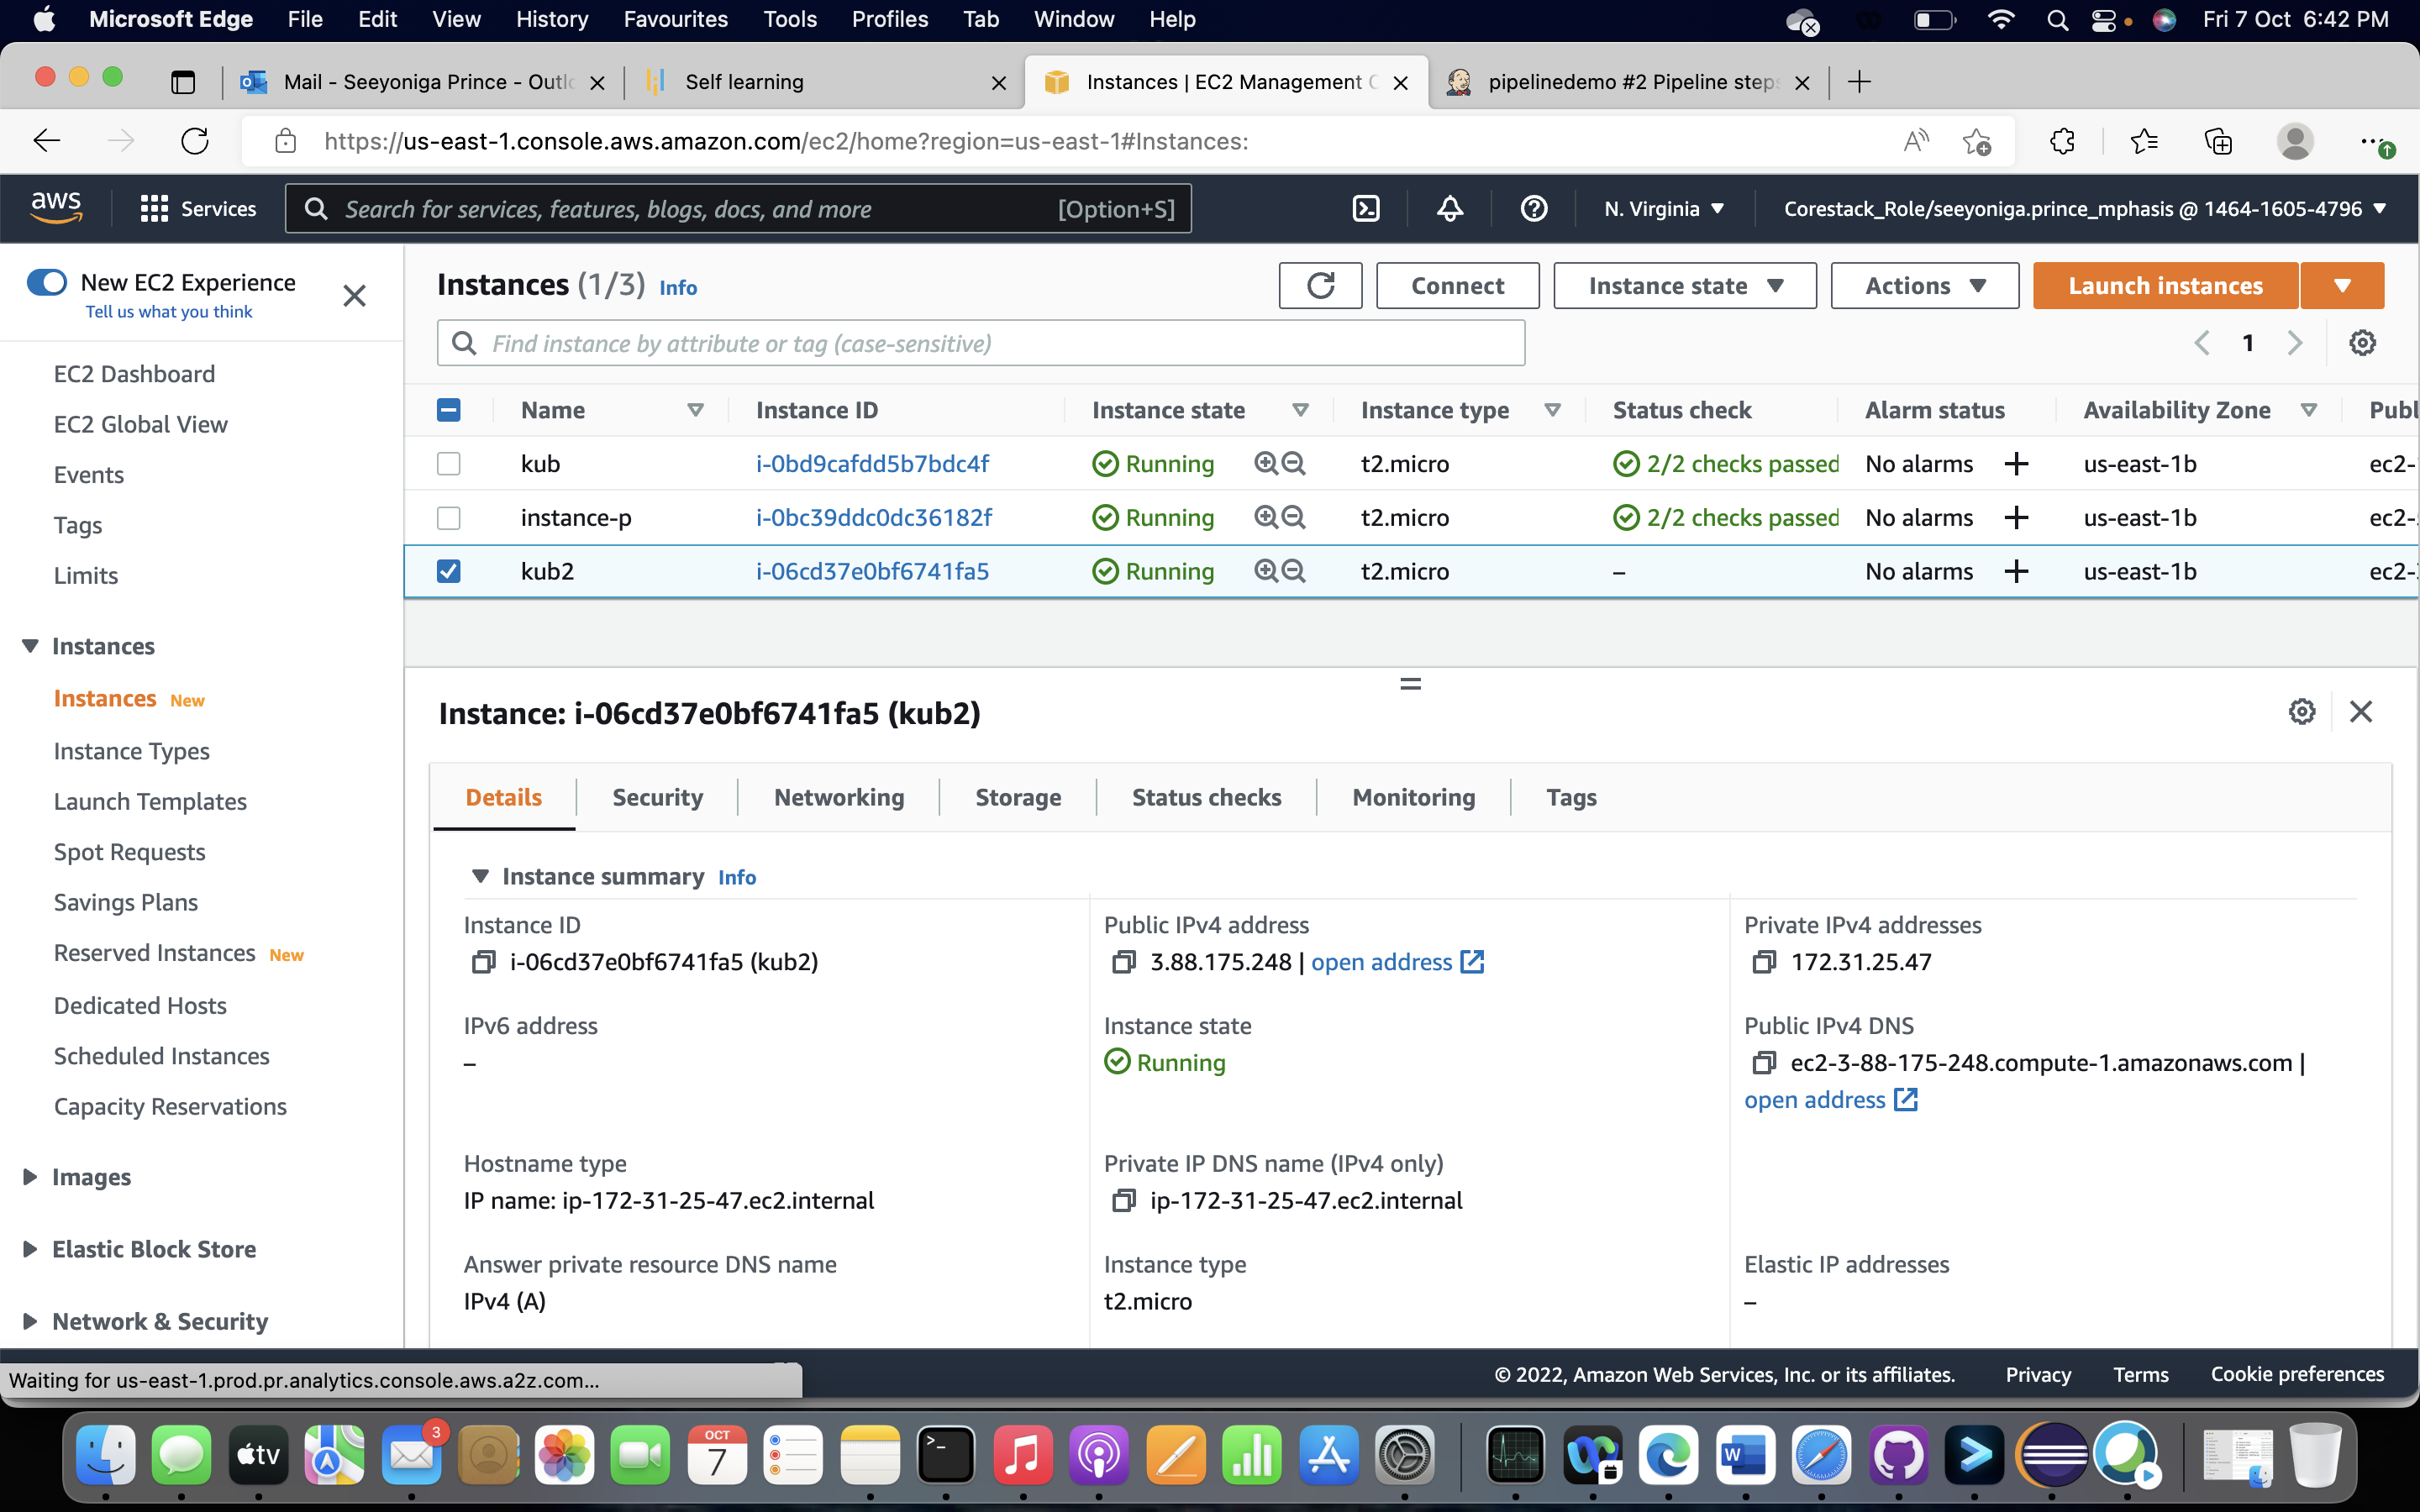 Microsoft Edge File Edit View History Favourites Tools Profiles Tab Window Help Fri 7 Oct 6:42 PM
Mail - Seeyoniga Prince - Outlo Self learning Instances | EC2 Management C pipelinedemo #2 Pipeline steps
https://us-east-1.console.aws.amazon.com/ec2/home?region=us-east-1#Instances:
aws Services Search for services, features, blogs, docs, and more [Option+S] N. Virginia Corestack_Role/seeyoniga.prince_mphasis @ 1464-1605-4796
New EC2 Experience
Tell us what you think
EC2 Dashboard
EC2 Global View
Events
Tags
Limits
Instances
Instances New
Instance Types
Launch Templates
Spot Requests
Savings Plans
Reserved Instances New
Dedicated Hosts
Scheduled Instances
Capacity Reservations
Images
Elastic Block Store
Network & Security
Instances (1/3) Info Connect Instance state Actions Launch instances
Find instance by attribute or tag (case-sensitive) 1
Name Instance ID Instance state Instance type Status check Alarm status Availability Zone Publ
kub i-0bd9cafdd5b7bdc4f Running t2.micro 2/2 checks passed No alarms + us-east-1b ec2-
instance-p i-0bc39ddc0dc36182f Running t2.micro 2/2 checks passed No alarms + us-east-1b ec2-
kub2 i-06cd37e0bf6741fa5 Running t2.micro – No alarms + us-east-1b ec2-
Instance: i-06cd37e0bf6741fa5 (kub2)
Details Security Networking Storage Status checks Monitoring Tags
Instance summary Info
Instance ID Public IPv4 address Private IPv4 addresses
i-06cd37e0bf6741fa5 (kub2) 3.88.175.248 | open address 172.31.25.47
IPv6 address Instance state Public IPv4 DNS
– Running ec2-3-88-175-248.compute-1.amazonaws.com |
open address
Hostname type Private IP DNS name (IPv4 only)
IP name: ip-172-31-25-47.ec2.internal ip-172-31-25-47.ec2.internal
Answer private resource DNS name Instance type Elastic IP addresses
IPv4 (A) t2.micro –
Waiting for us-east-1.prod.pr.analytics.console.aws.a2z.com... © 2022, Amazon Web Services, Inc. or its affiliates. Privacy Terms Cookie preferences
tv 3 OCT 7 W